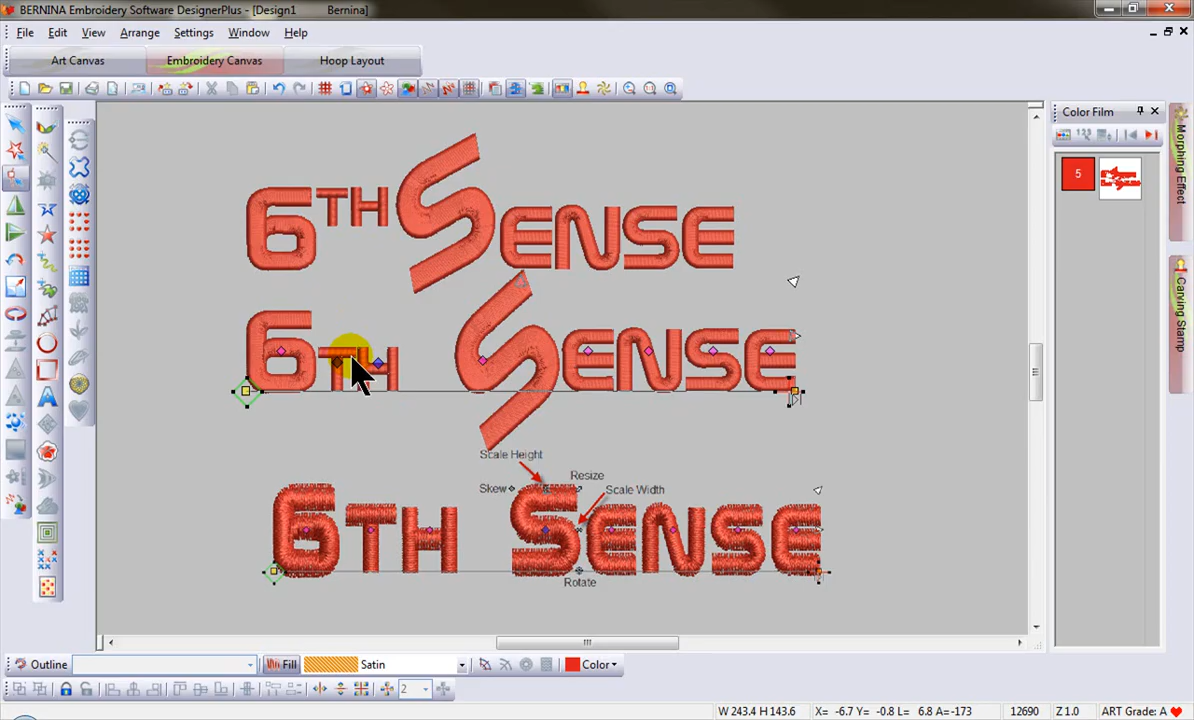 BERNINA Embroidery Software DesignerPlus - [Design1 Bernina]
File Edit View Arrange Settings Window Help
Art Canvas Embroidery Canvas Hoop Layout
Color Film
5
Morphing Effect
Carving Stamp
6TH SENSE
6TH SENSE
Scale Height
Resize
Skew
Scale Width
6TH SENSE
Rotate
Outline Fill Satin Color
2
W 243.4 H 143.6 X= -6.7 Y= -0.8 L= 6.8 A=-173 12690 Z 1.0 ART Grade: A